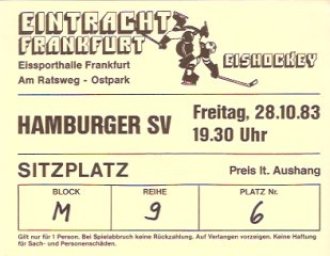 EINTRACHT
FRANKFURT
EISHOCKEY
Eissporthalle Frankfurt
Am Ratsweg - Ostpark
HAMBURGER SV
Freitag, 28.10.83
19.30 Uhr
SITZPLATZ
Preis lt. Aushang
BLOCK REIHE PLATZ Nr.
M 9 6
Gilt nur für 1 Person. Bei Spielabbruch keine Rückzahlung. Auf Verlangen vorzeigen. Keine Haftung
für Sach- und Personenschäden.